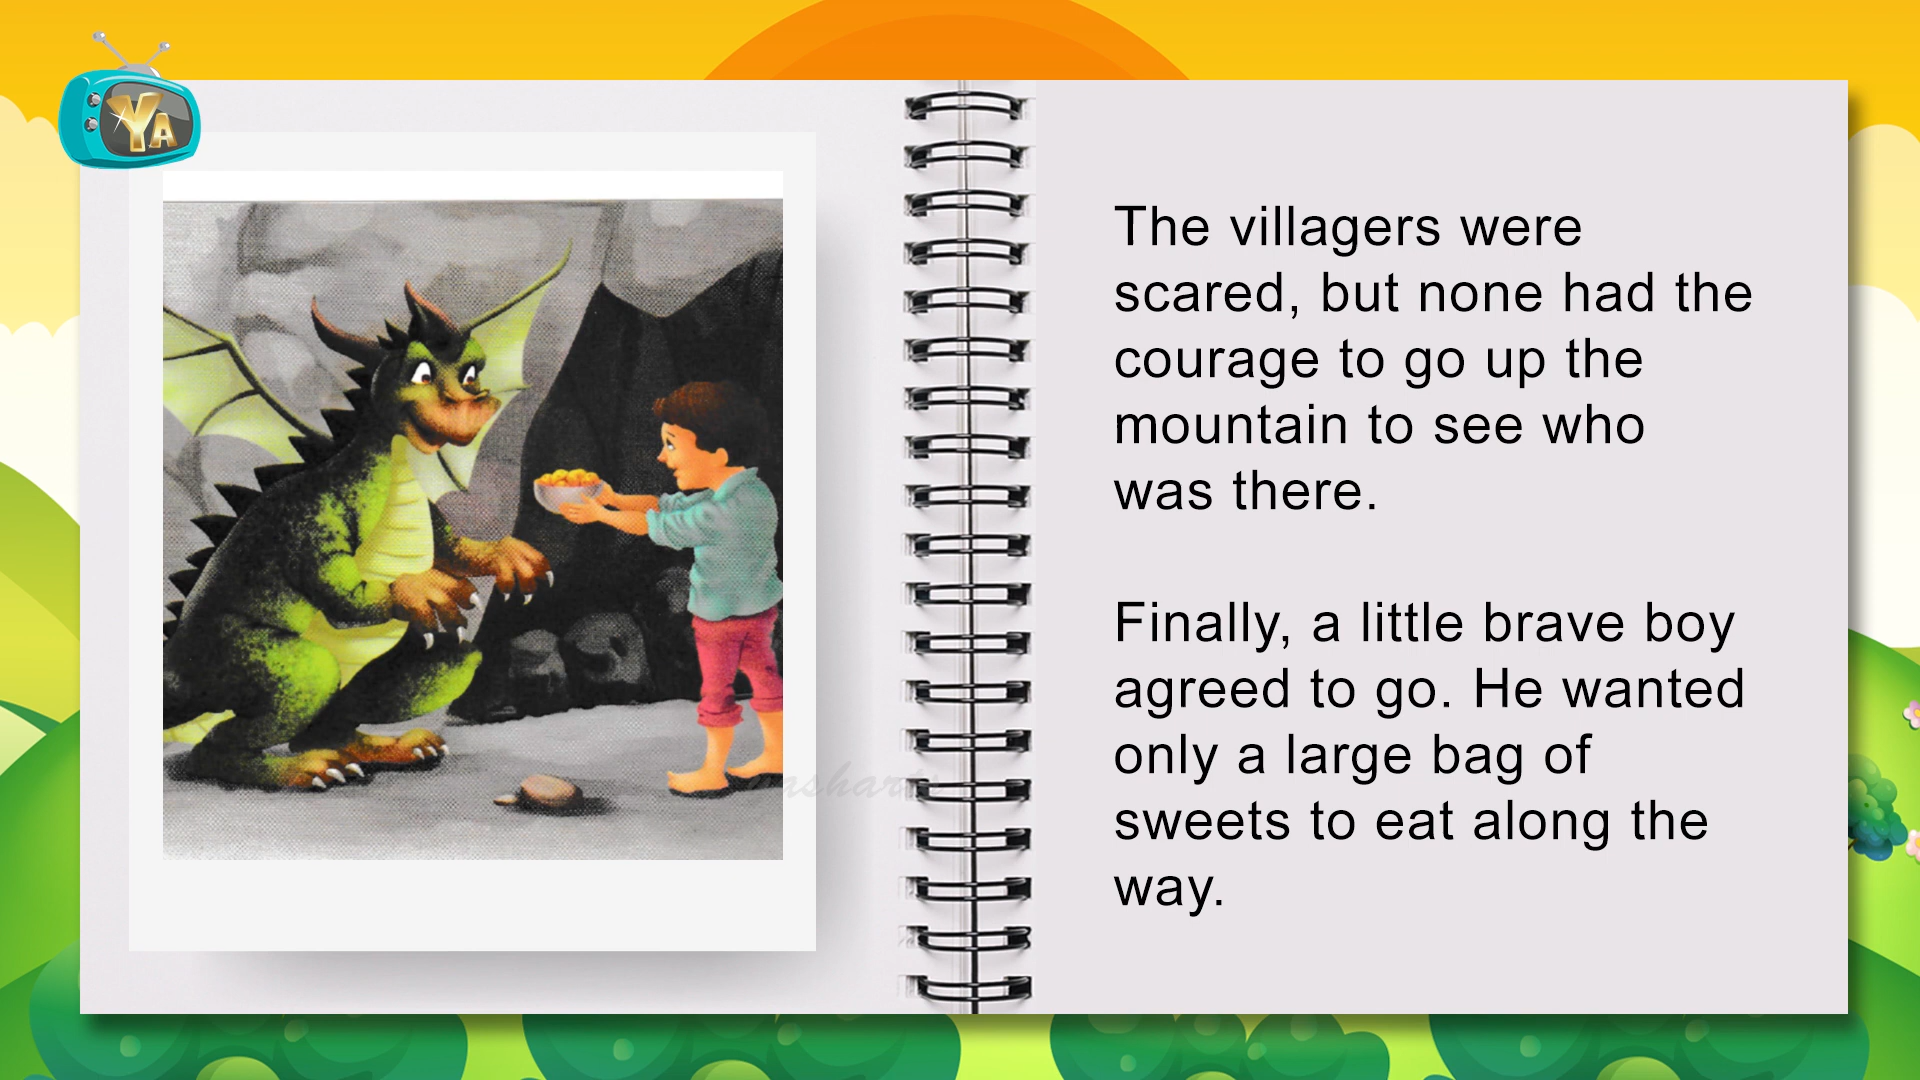 YA
The villagers were
scared, but none had the
courage to go up the
mountain to see who
was there.
Finally, a little brave boy
agreed to go. He wanted
only a large bag of
sweets to eat along the
way.